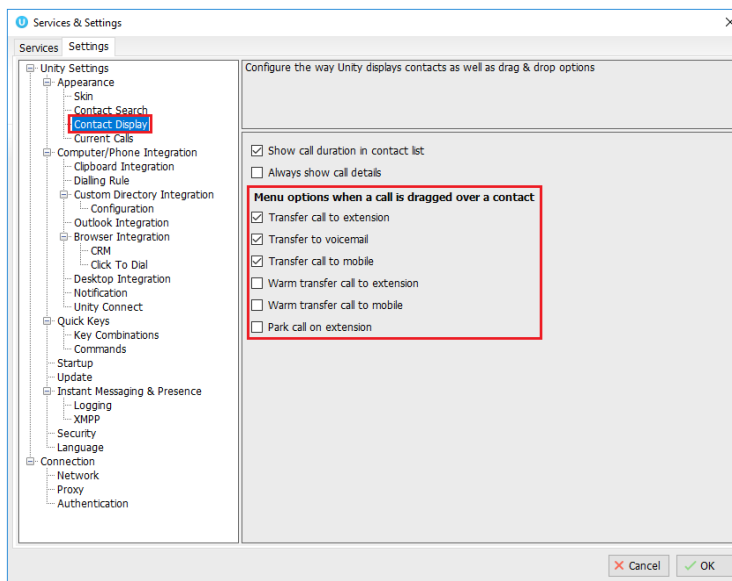 Services & Settings
Services Settings
Unity Settings
Appearance
Skin
Contact Search
Contact Display
Current Calls
Computer/Phone Integration
Clipboard Integration
Dialling Rule
Custom Directory Integration
Configuration
Outlook Integration
Browser Integration
CRM
Click To Dial
Desktop Integration
Notification
Unity Connect
Quick Keys
Key Combinations
Commands
Startup
Update
Instant Messaging & Presence
Logging
XMPP
Security
Language
Connection
Network
Proxy
Authentication
Configure the way Unity displays contacts as well as drag & drop options
Show call duration in contact list
Always show call details
Menu options when a call is dragged over a contact
Transfer call to extension
Transfer to voicemail
Transfer call to mobile
Warm transfer call to extension
Warm transfer call to mobile
Park call on extension
Cancel OK